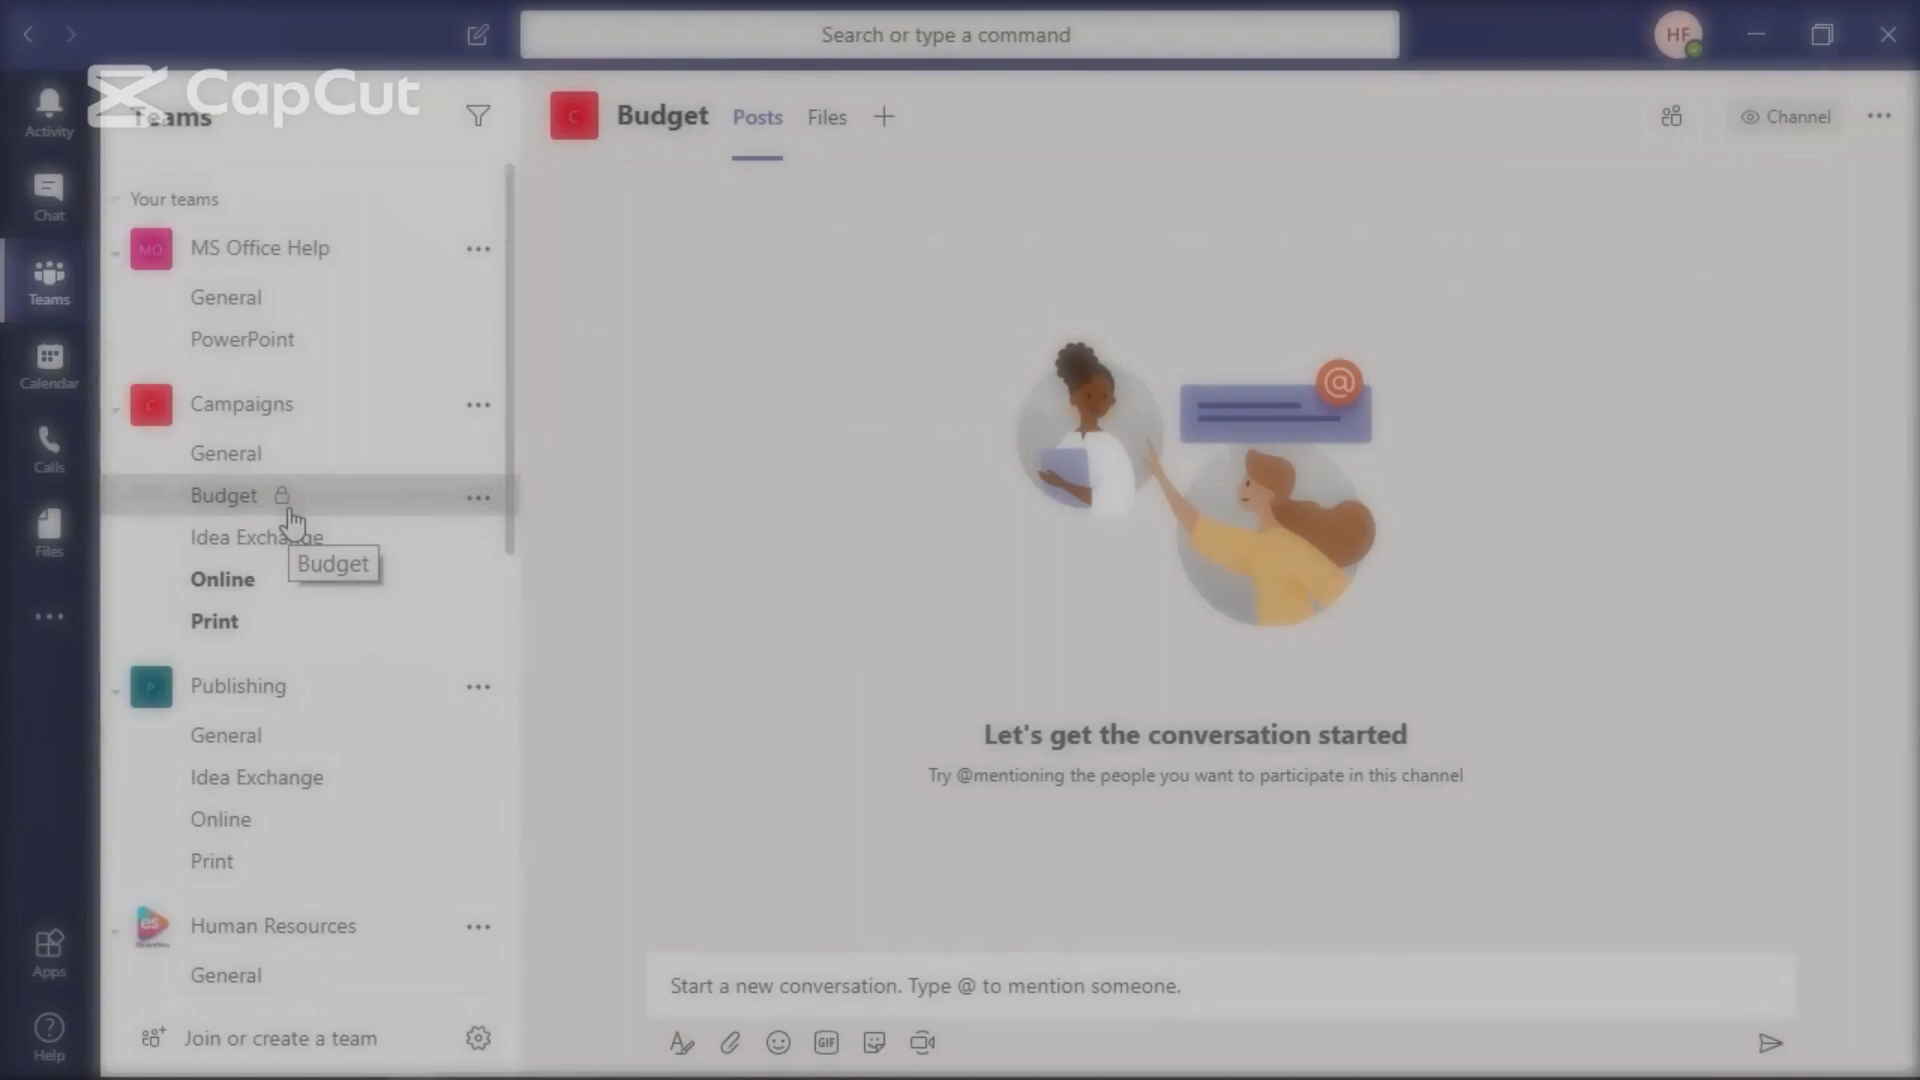 Search or type a command
HF
CapCut
Activity
Chat
Teams
Calendar
Calls
Files
Apps
Help
Teams
Your teams
MO
MS Office Help
General
PowerPoint
C
Campaigns
General
Budget
Idea Exchange
Budget
Online
Print
P
Publishing
General
Idea Exchange
Online
Print
es
Human Resources
General
Join or create a team
C
Budget
Posts
Files
Channel
@
Let's get the conversation started
Try @mentioning the people you want to participate in this channel
Start a new conversation. Type @ to mention someone.
GIF